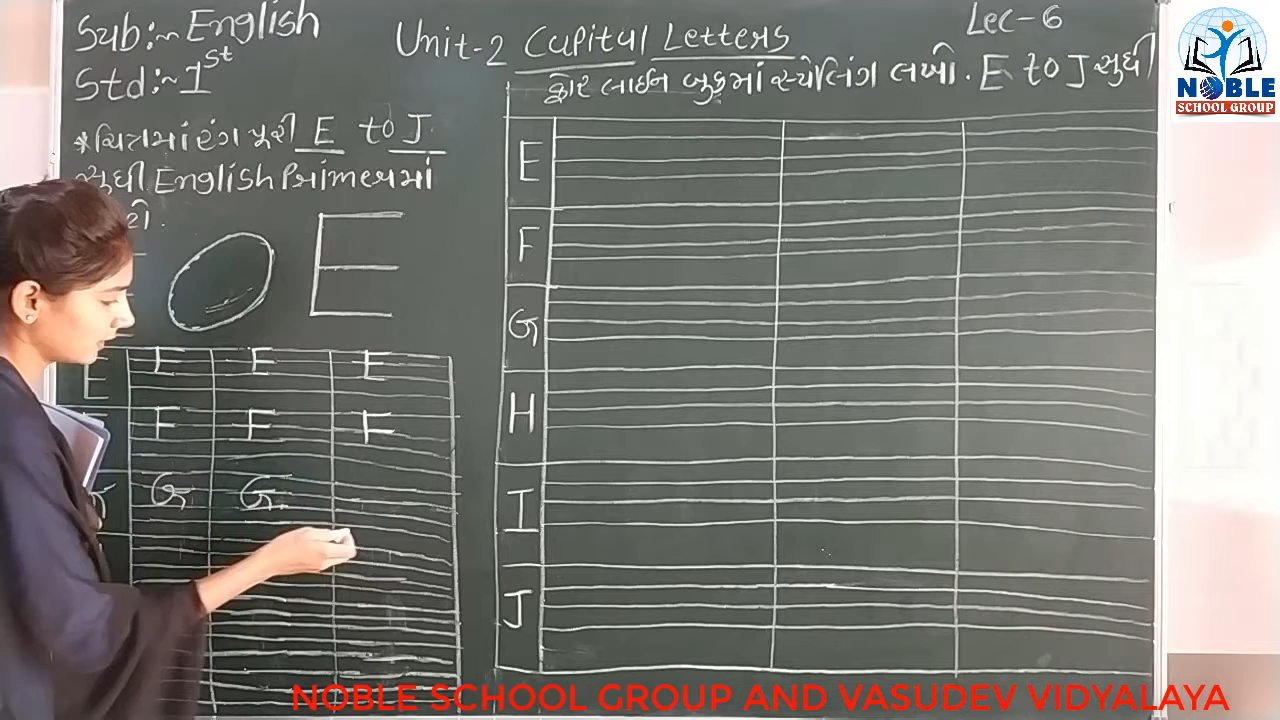 Sub:~ English
Std:~ 1st
Unit-2 Capital Letters
Lec-6
ફોર લાઈન બુકમાં સ્પેલિંગ લખો. E to J સુધી
NOBLE
SCHOOL GROUP
*ચિત્રમાં રંગ પૂરી E to J.
સુધી English પ્રાઇમરમાં
E
E E E
E
F F F
G G
E
F
G
H
I
J
NOBLE SCHOOL GROUP AND VASUDEV VIDYALAYA